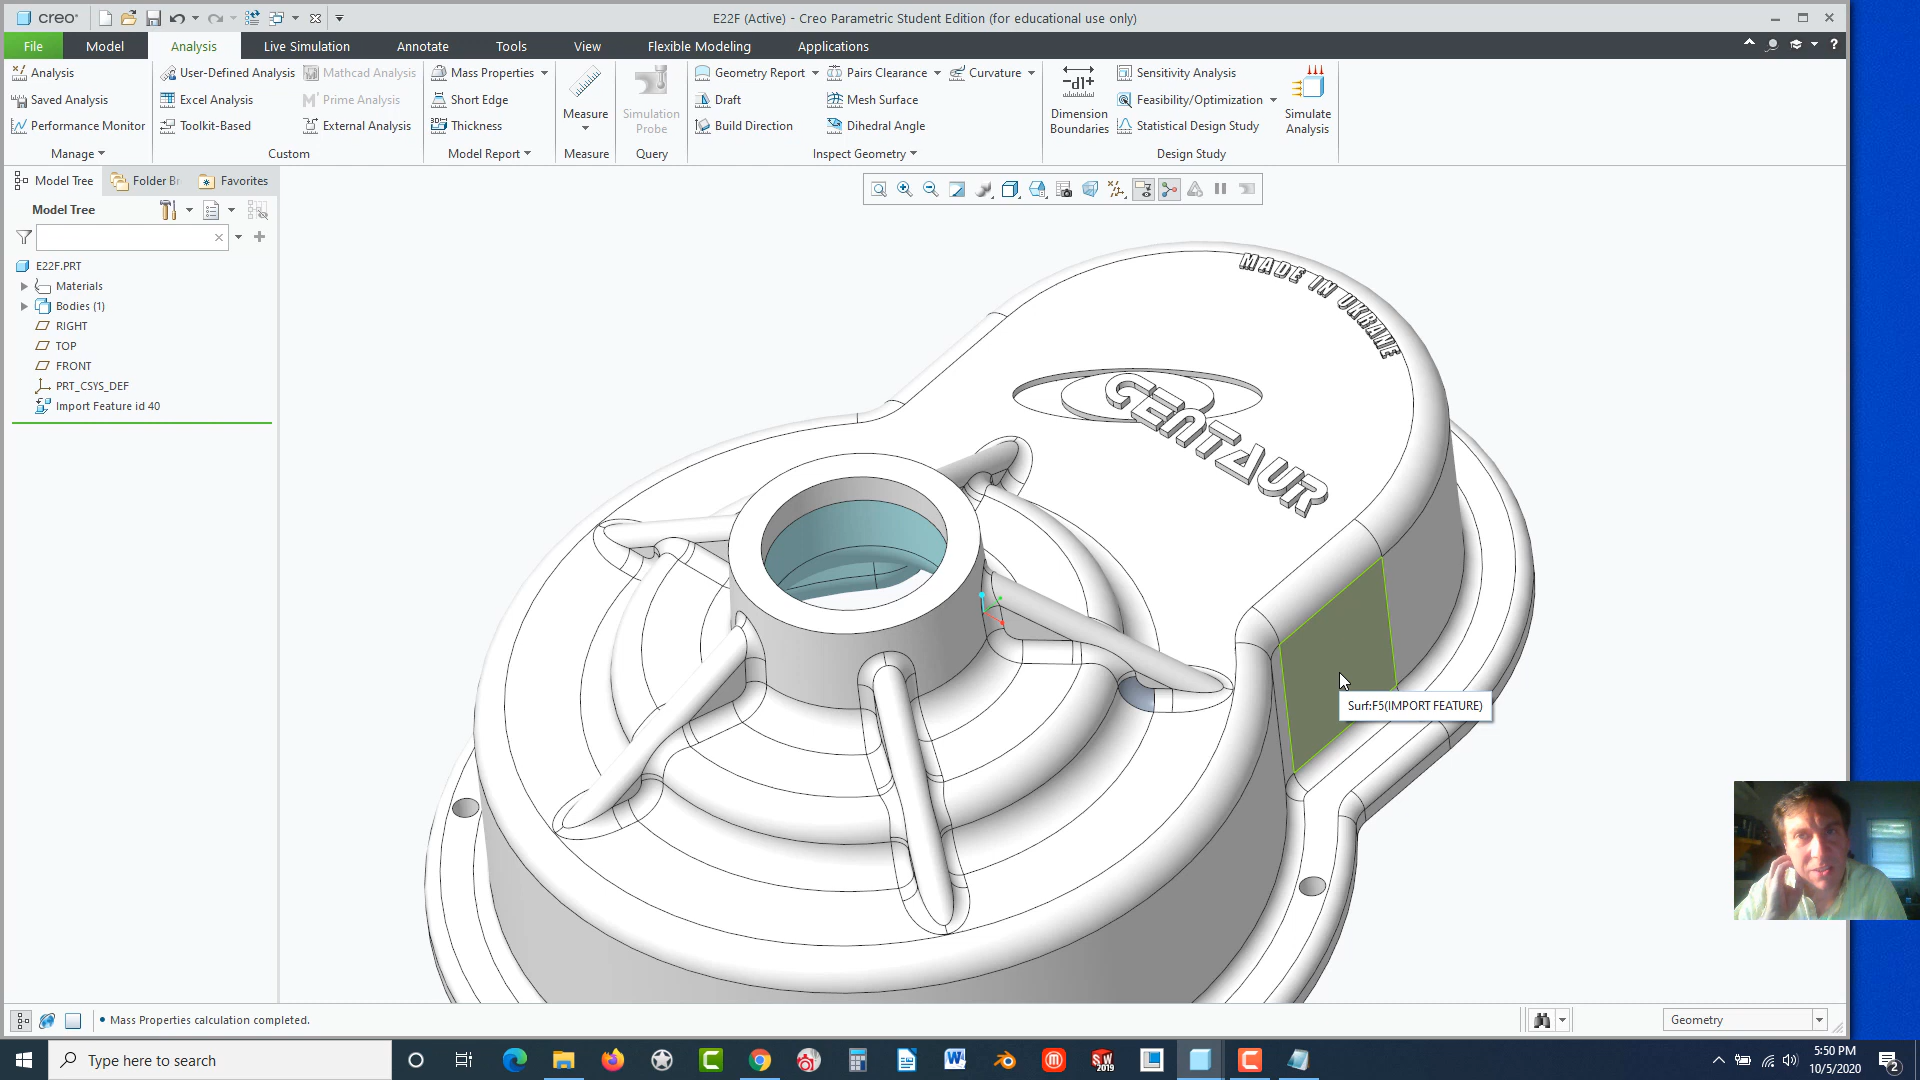 creo
E22F (Active) - Creo Parametric Student Edition (for educational use only)
File
Model
Analysis
Live Simulation
Annotate
Tools
View
Flexible Modeling
Applications
?
Analysis
Saved Analysis
Performance Monitor
Manage
User-Defined Analysis
Excel Analysis
Toolkit-Based
Mathcad Analysis
Prime Analysis
External Analysis
Custom
Mass Properties
Short Edge
Thickness
Model Report
Measure
Measure
Simulation
Probe
Query
Geometry Report
Draft
Build Direction
Pairs Clearance
Mesh Surface
Dihedral Angle
Curvature
Inspect Geometry
Dimension
Boundaries
Sensitivity Analysis
Feasibility/Optimization
Statistical Design Study
Simulate
Analysis
Design Study
Model Tree
Folder Br
Favorites
Model Tree
E22F.PRT
Materials
Bodies (1)
RIGHT
TOP
FRONT
PRT_CSYS_DEF
Import Feature id 40
MADE IN UKRANE
CENTAUR
Surf:F5(IMPORT FEATURE)
• Mass Properties calculation completed.
Geometry
Type here to search
5:50 PM
10/5/2020
2